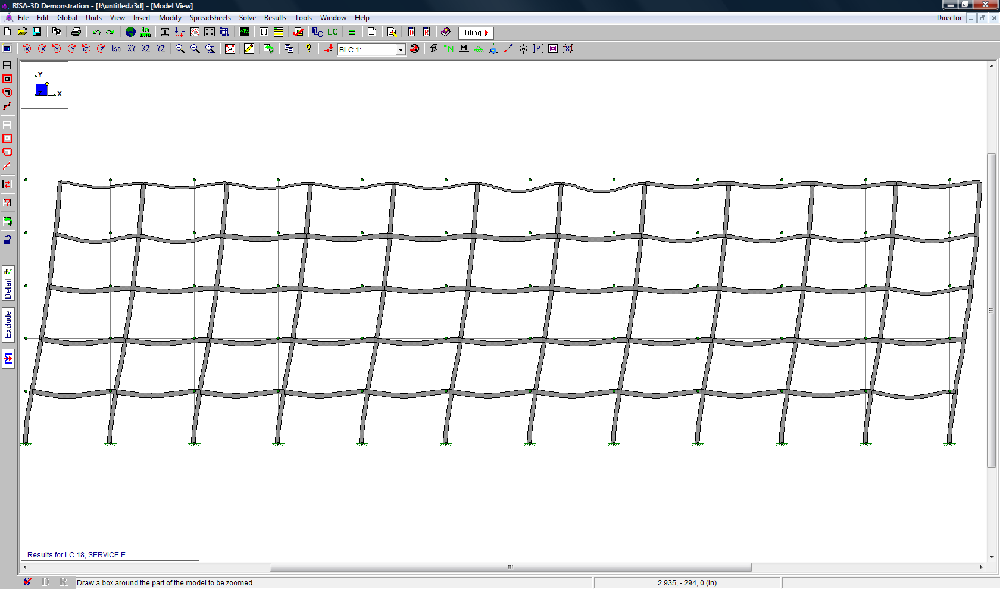 RISA-3D Demonstration - [J:\untitled.r3d] - [Model View]
File Edit Global Units View Insert Modify Spreadsheets Solve Results Tools Window Help Director
in BC LC = D R Tiling
+X -X +Y -Y +Z -Z Iso XY XZ YZ ? BLC 1: N M A P
Y
X
Z
Detail
Exclude
Results for LC 18, SERVICE E
S D R Draw a box around the part of the model to be zoomed 2.935, -.294, 0 (in)